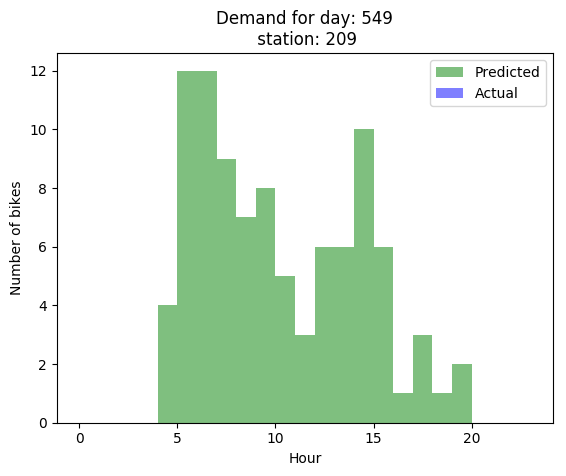 Demand for day: 549
station: 209
Predicted
Actual
Number of bikes
12
10
8
6
4
2
0
0
5
10
15
20
Hour